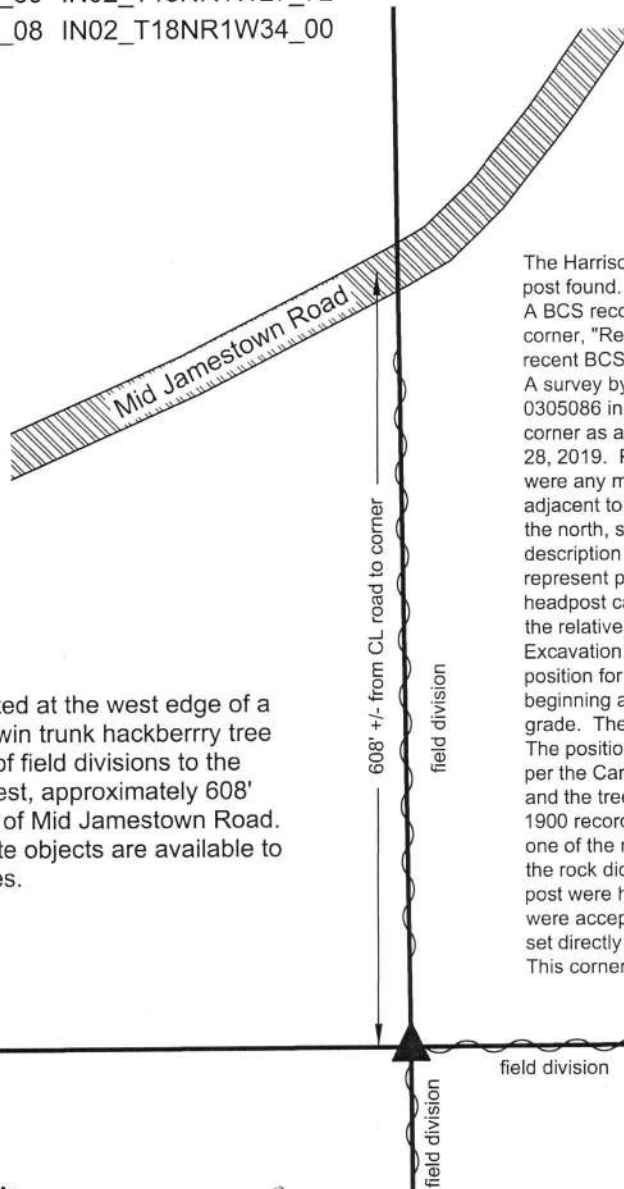 IN02_T18NR1W34_00
_08
Mid Jamestown Road
608' +/- from CL road to corner
field division
The Harrisc
post found.
A BCS reco
corner, "Re
recent BCS
A survey by
0305086 in
corner as a
28, 2019. F
were any m
adjacent to
the north, s
description
represent p
headpost ca
the relative
Excavation
position for
beginning a
grade. The
The position
per the Car
and the tree
1900 record
one of the r
the rock dic
post were h
were accep
set directly
This corner
ted at the west edge of a
win trunk hackberrry tree
of field divisions to the
est, approximately 608'
of Mid Jamestown Road.
te objects are available to
es.
field division
field division